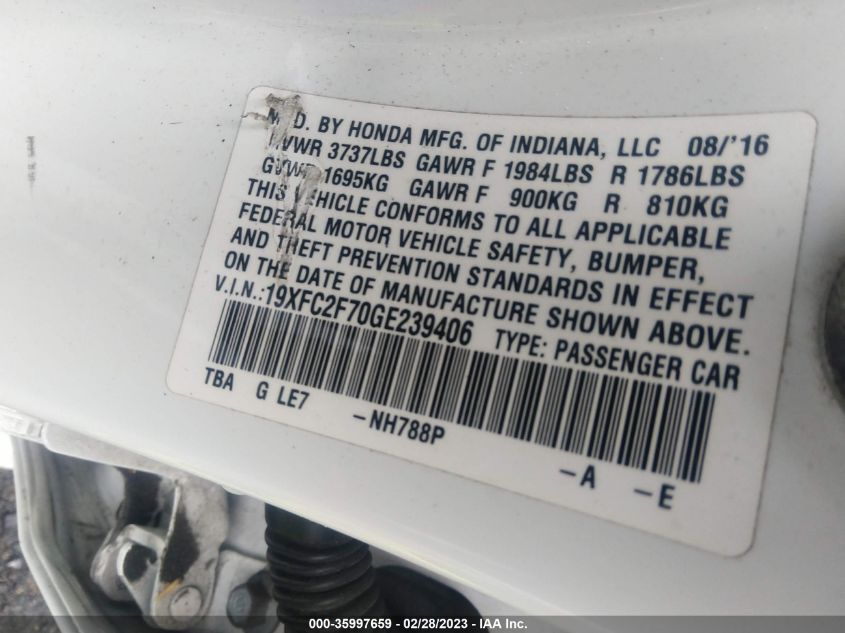 MFD. BY HONDA MFG. OF INDIANA, LLC 08/'16
GVWR 3737LBS GAWR F 1984LBS R 1786LBS
GVWR 1695KG GAWR F 900KG R 810KG
THIS VEHICLE CONFORMS TO ALL APPLICABLE
FEDERAL MOTOR VEHICLE SAFETY, BUMPER,
AND THEFT PREVENTION STANDARDS IN EFFECT
ON THE DATE OF MANUFACTURE SHOWN ABOVE.
V.I.N.:19XFC2F70GE239406 TYPE: PASSENGER CAR
TBA G LE7 -NH788P -A -E
000-35997659 - 02/28/2023 - IAA Inc.